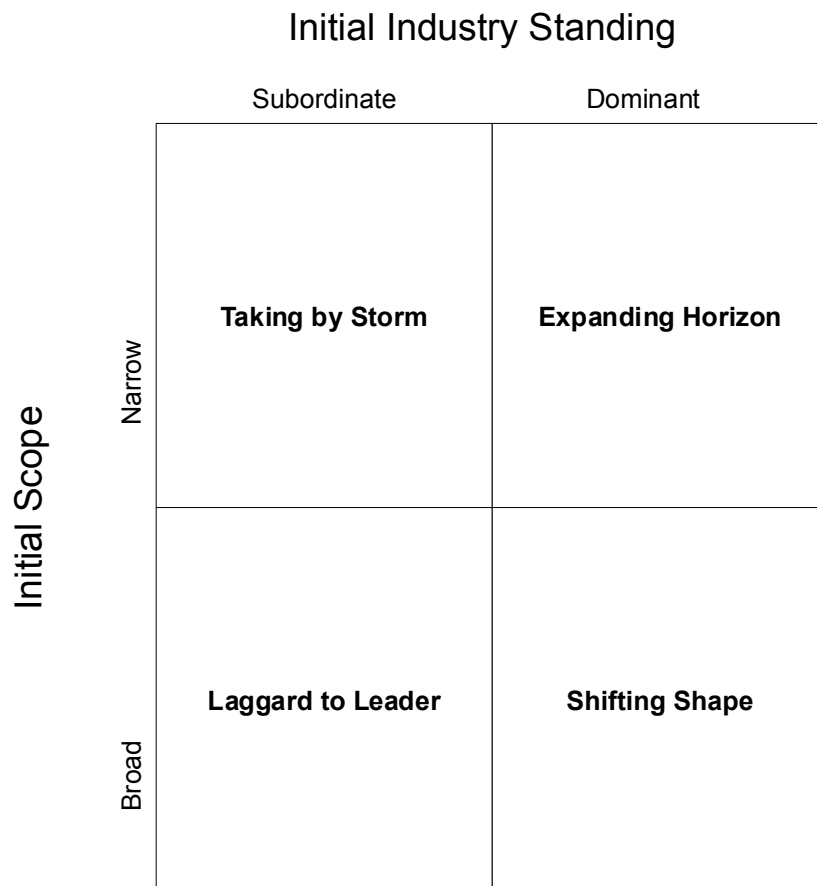 Initial Industry Standing
Subordinate Dominant
Initial Scope
Narrow
Taking by Storm Expanding Horizon
Broad
Laggard to Leader Shifting Shape